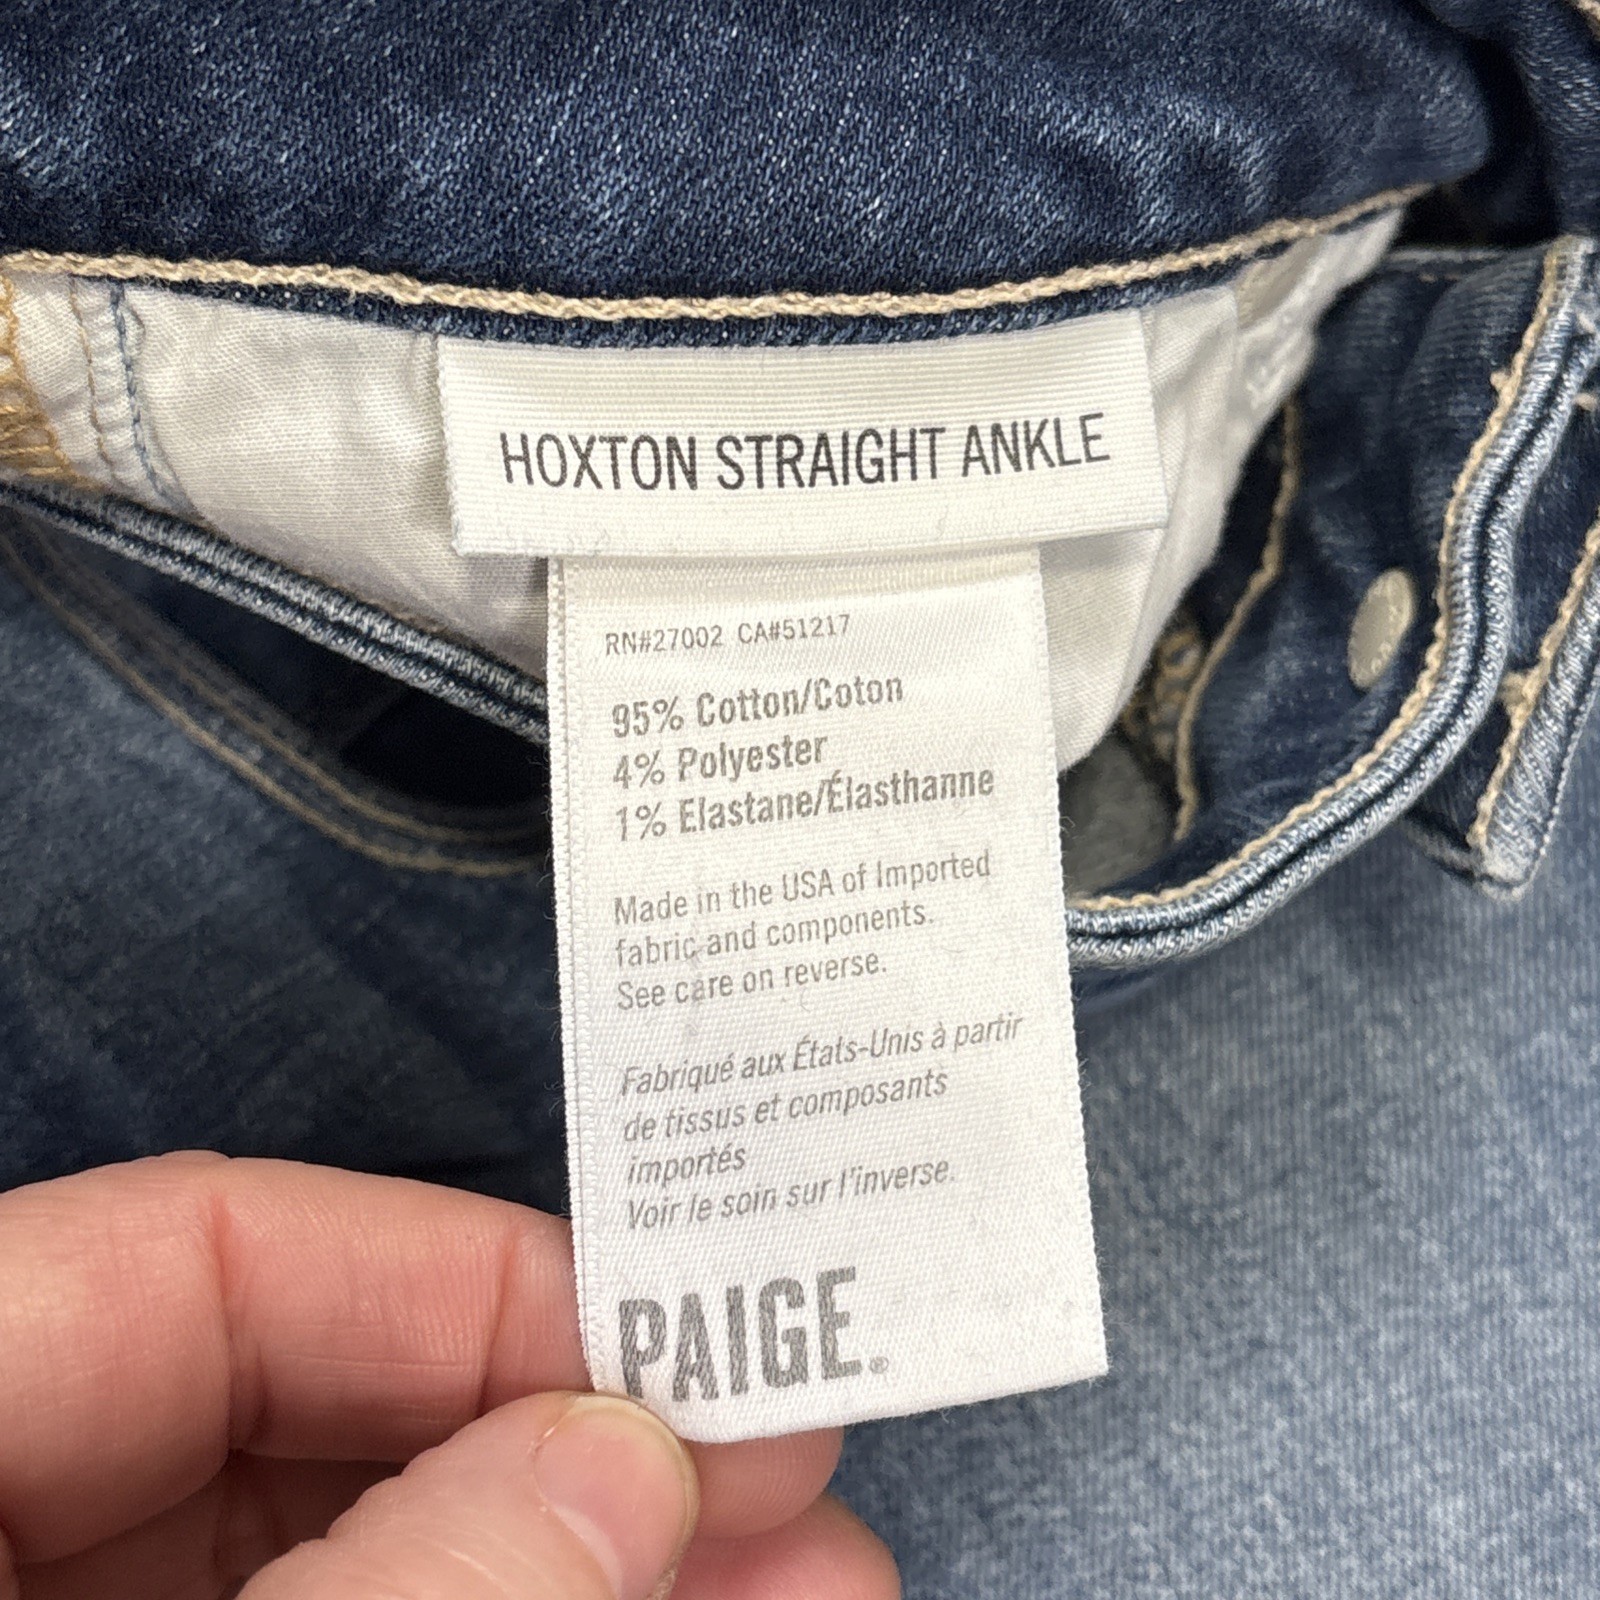 HOXTON STRAIGHT ANKLE
RN#27002 CA#51217
95% Cotton/Coton
4% Polyester
1% Elastane/Élasthanne
Made in the USA of Imported
fabric and components.
See care on reverse.
Fabriqué aux États-Unis à partir
de tissus et composants
importés
Voir le soin sur l'inverse.
PAIGE.®